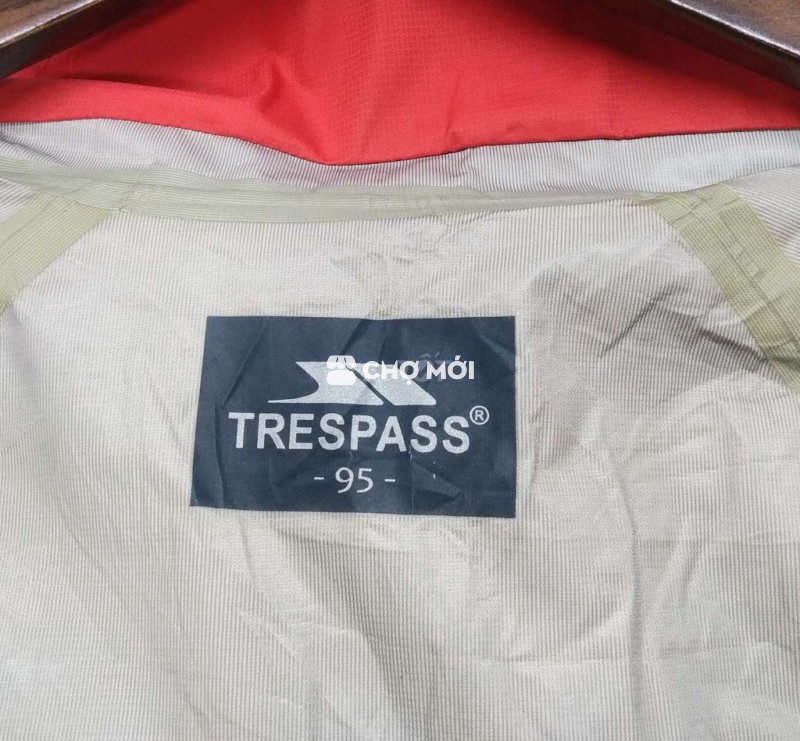 CHỢ MỚI
TRESPASS®
- 95 -